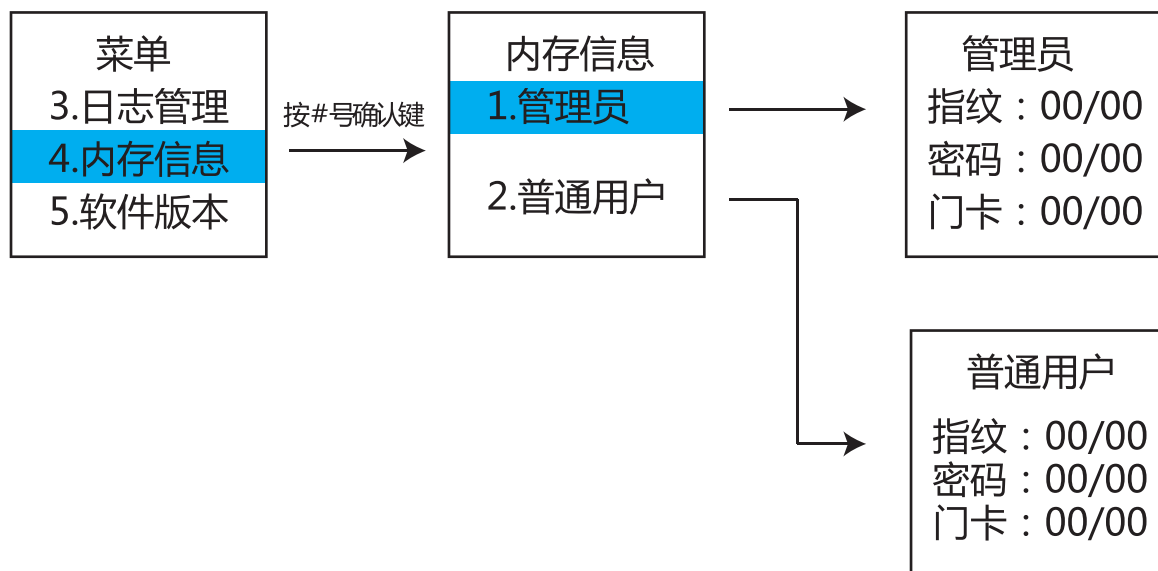 菜单
3.日志管理
4.内存信息
5.软件版本
按#号确认键
内存信息
1.管理员
2.普通用户
管理员
指纹：00/00
密码：00/00
门卡：00/00
普通用户
指纹：00/00
密码：00/00
门卡：00/00